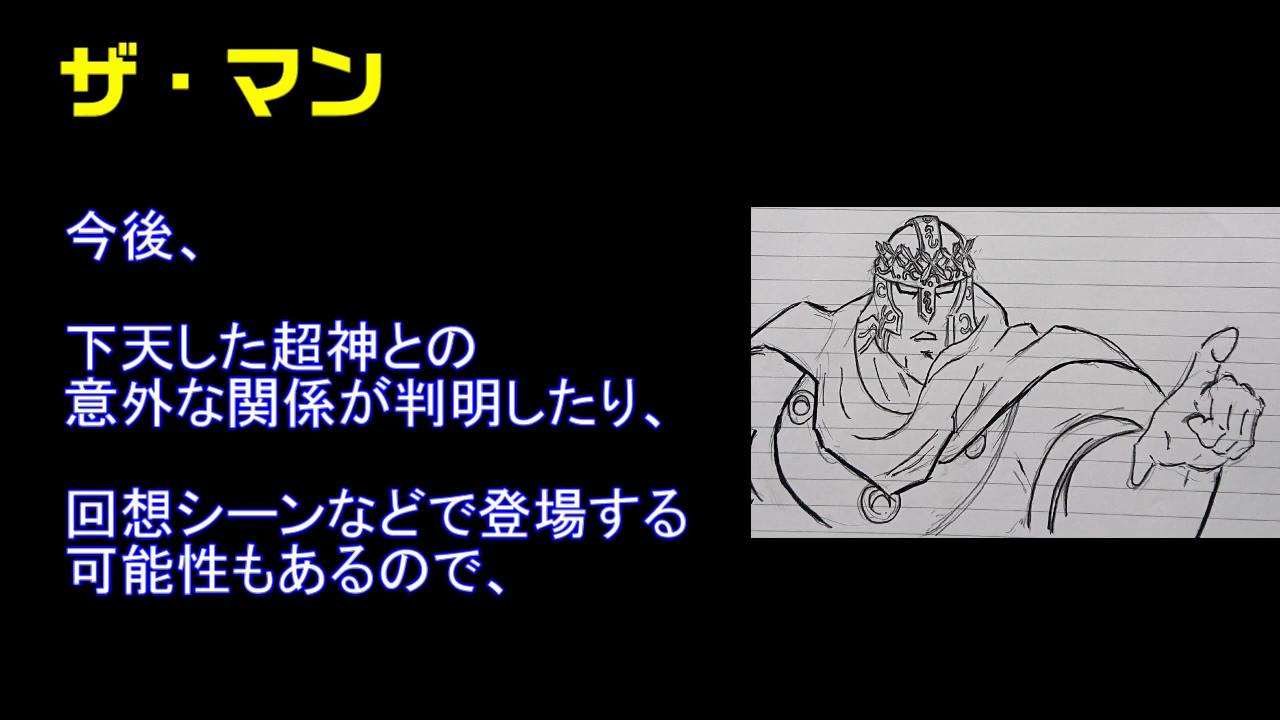 ザ・マン
今後、
下天した超神との
意外な関係が判明したり、
回想シーンなどで登場する
可能性もあるので、